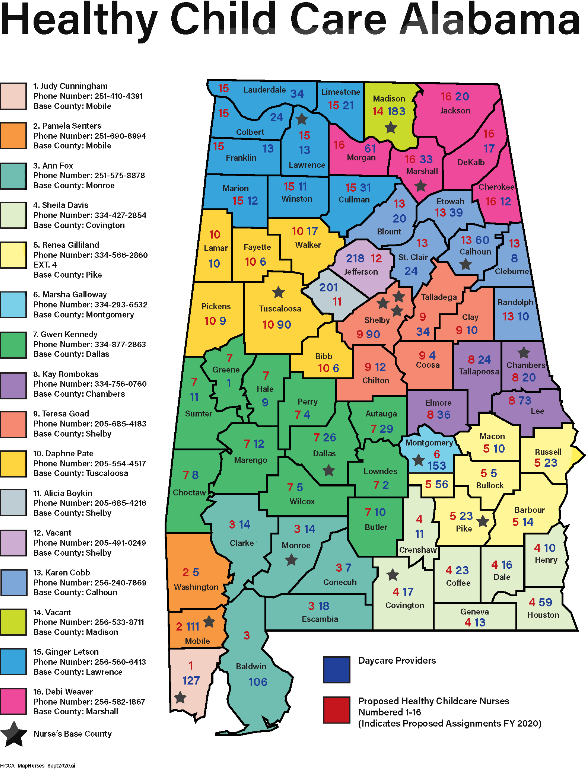 Healthy Child Care Alabama
1. Judy Cunningham
Phone Number: 251-410-4391
Base County: Mobile
2. Pamela Senters
Phone Number: 251-690-8994
Base County: Mobile
3. Ann Fox
Phone Number: 251-575-8878
Base County: Monroe
4. Sheila Davis
Phone Number: 334-427-2854
Base County: Covington
5. Renea Gilliland
Phone Number: 334-566-2860
EXT. 4
Base County: Pike
6. Marsha Galloway
Phone Number: 334-293-6532
Base County: Montgomery
7. Gwen Kennedy
Phone Number: 334-877-2863
Base County: Dallas
8. Kay Rombokas
Phone Number: 334-756-0760
Base County: Chambers
9. Teresa Goad
Phone Number: 205-685-4183
Base County: Shelby
10. Daphne Pate
Phone Number: 205-554-4517
Base County: Tuscaloosa
11. Alicia Boykin
Phone Number: 205-685-4216
Base County: Shelby
12. Vacant
Phone Number: 205-491-0249
Base County: Shelby
13. Karen Cobb
Phone Number: 256-240-7869
Base County: Calhoun
14. Vacant
Phone Number: 256-533-8711
Base County: Madison
15. Ginger Letson
Phone Number: 256-560-6413
Base County: Lawrence
16. Debi Weaver
Phone Number: 256-582-1867
Base County: Marshall
Nurse's Base County
15 Lauderdale 34
Limestone
15 21
Madison
14 183
16 20
Jackson
15 24
Colbert
15
13
Lawrence
15 13
Franklin
16 61
Morgan
16 33
Marshall
16
17
DeKalb
Cherokee
16 12
Marion
15 12
15 11
Winston
15 31
Cullman
13
20
Blount
Etowah
13 39
10
Lamar
10
Fayette
10 6
10 17
Walker
218 12
Jefferson
13
St. Clair
24
13 60
Calhoun
13
8
Cleburne
201
11
Pickens
10 9
Tuscaloosa
10 90
Shelby
9 90
Talladega
9
34
Clay
9 10
Randolph
13 10
Bibb
10 6
9 12
Chilton
9 4
Coosa
8 24
Tallapoosa
Chambers
8 20
7
Greene
1
7
11
Sumter
7
Hale
9
Perry
7 4
Autauga
7 29
Elmore
8 36
8 73
Lee
7 12
Marengo
7 26
Dallas
Lowndes
7 2
Montgomery
6
153
5 56
Macon
5 10
Russell
5 23
5 5
Bullock
7 8
Choctaw
7 5
Wilcox
7 10
Butler
4
11
Crenshaw
5 23
Pike
Barbour
5 14
3 14
Clarke
3 14
Monroe
3 7
Conecuh
4 17
Covington
4 23
Coffee
4 16
Dale
4 10
Henry
2 5
Washington
3 18
Escambia
Geneva
4 13
4 59
Houston
2 111
Mobile
3
Baldwin
106
1
127
Daycare Providers
Proposed Healthy Childcare Nurses
Numbered 1-16
(Indicates Proposed Assignments FY 2020)